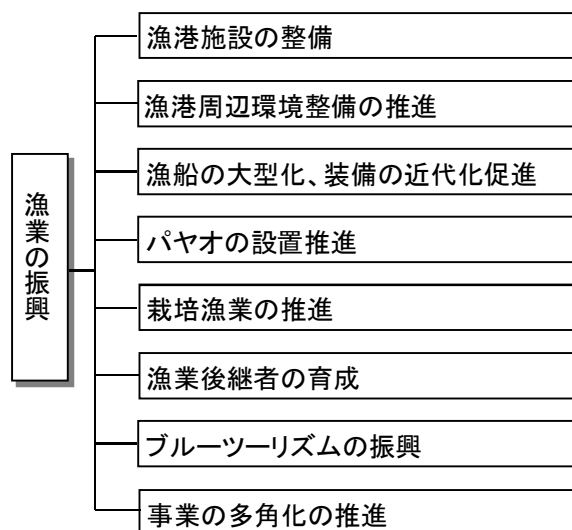 漁業の振興
漁港施設の整備
漁港周辺環境整備の推進
漁船の大型化、装備の近代化促進
パヤオの設置推進
栽培漁業の推進
漁業後継者の育成
ブルーツーリズムの振興
事業の多角化の推進